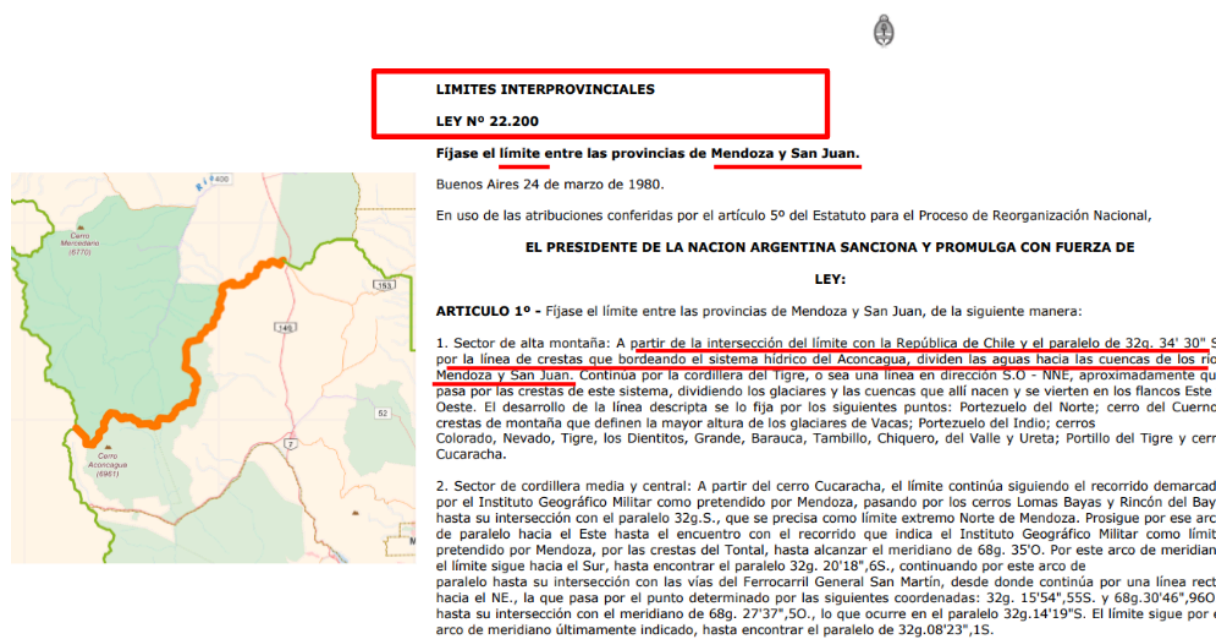 LIMITES INTERPROVINCIALES
LEY Nº 22.200
Fíjase el límite entre las provincias de Mendoza y San Juan.
Buenos Aires 24 de marzo de 1980.
En uso de las atribuciones conferidas por el artículo 5º del Estatuto para el Proceso de Reorganización Nacional,
EL PRESIDENTE DE LA NACION ARGENTINA SANCIONA Y PROMULGA CON FUERZA DE
LEY:
ARTICULO 1º - Fíjase el límite entre las provincias de Mendoza y San Juan, de la siguiente manera:
1. Sector de alta montaña: A partir de la intersección del límite con la República de Chile y el paralelo de 32g. 34' 30" S
por la línea de crestas que bordeando el sistema hídrico del Aconcagua, dividen las aguas hacia las cuencas de los río
Mendoza y San Juan. Continúa por la cordillera del Tigre, o sea una línea en dirección S.O - NNE, aproximadamente qu
pasa por las crestas de este sistema, dividiendo los glaciares y las cuencas que allí nacen y se vierten en los flancos Este
Oeste. El desarrollo de la línea descripta se lo fija por los siguientes puntos: Portezuelo del Norte; cerro del Cuerno
crestas de montaña que definen la mayor altura de los glaciares de Vacas; Portezuelo del Indio; cerros
Colorado, Nevado, Tigre, los Dientitos, Grande, Barauca, Tambillo, Chiquero, del Valle y Ureta; Portillo del Tigre y cerr
Cucaracha.
2. Sector de cordillera media y central: A partir del cerro Cucaracha, el límite continúa siguiendo el recorrido demarcad
por el Instituto Geográfico Militar como pretendido por Mendoza, pasando por los cerros Lomas Bayas y Rincón del Bay
hasta su intersección con el paralelo 32g.S., que se precisa como límite extremo Norte de Mendoza. Prosigue por ese arc
de paralelo hacia el Este hasta el encuentro con el recorrido que indica el Instituto Geográfico Militar como límit
pretendido por Mendoza, por las crestas del Tontal, hasta alcanzar el meridiano de 68g. 35'O. Por este arco de meridian
el límite sigue hacia el Sur, hasta encontrar el paralelo 32g. 20'18",6S., continuando por este arco de
paralelo hasta su intersección con las vías del Ferrocarril General San Martín, desde donde continúa por una línea rect
hacia el NE., la que pasa por el punto determinado por las siguientes coordenadas: 32g. 15'54",55S. y 68g.30'46",96O
hasta su intersección con el meridiano de 68g. 27'37",5O., lo que ocurre en el paralelo 32g.14'19"S. El límite sigue por e
arco de meridiano últimamente indicado, hasta encontrar el paralelo de 32g.08'23",1S.
Rí
400
Cerro
Mercedario
(6770)
153
149
52
7
Cerro
Aconcagua
(6961)
M